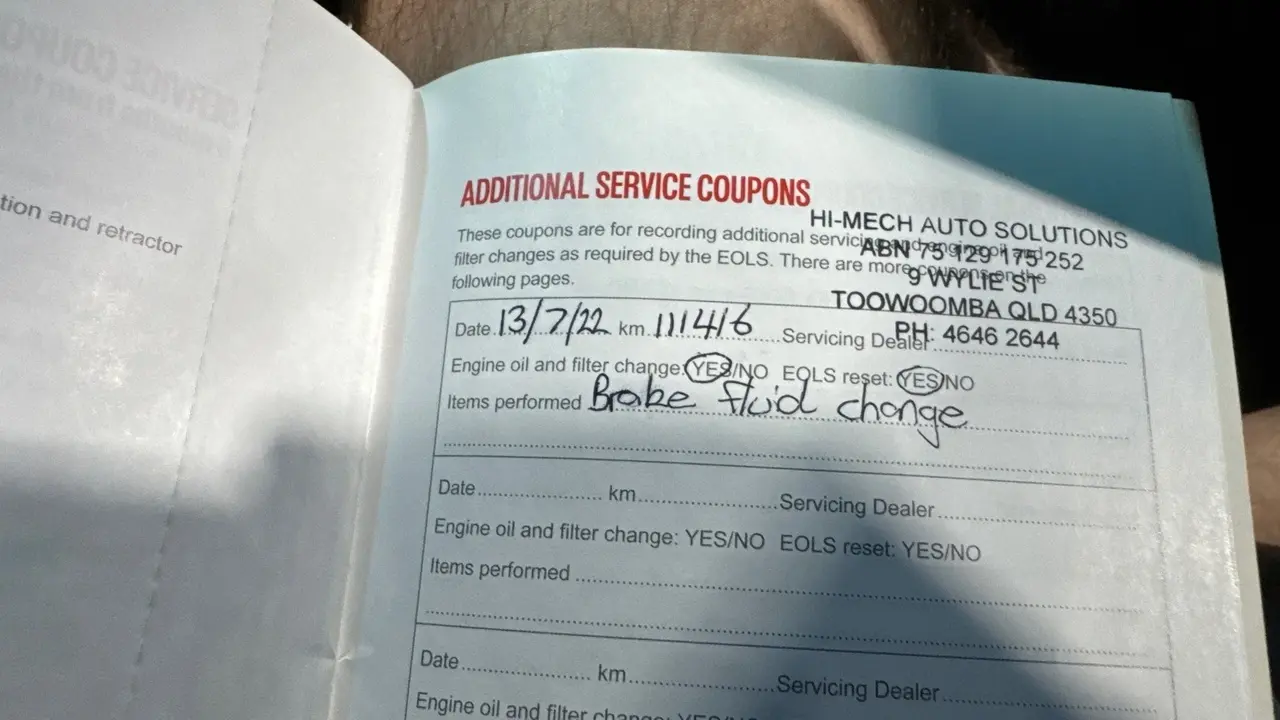 SERVICE COUPO
tion and retractor
ADDITIONAL SERVICE COUPONS
These coupons are for recording additional servicing and engine oil and
filter changes as required by the EOLS. There are more coupons on the
following pages.
HI-MECH AUTO SOLUTIONS
ABN 75 129 175 252
9 WYLIE ST
TOOWOOMBA QLD 4350
PH: 4646 2644
Date 13/7/22 km 111416 Servicing Dealer
Engine oil and filter change: YES/NO EOLS reset: YES/NO
Items performed Brake fluid change
Date km Servicing Dealer
Engine oil and filter change: YES/NO EOLS reset: YES/NO
Items performed
Date km Servicing Dealer
Engine oil and filter change: YES/NO